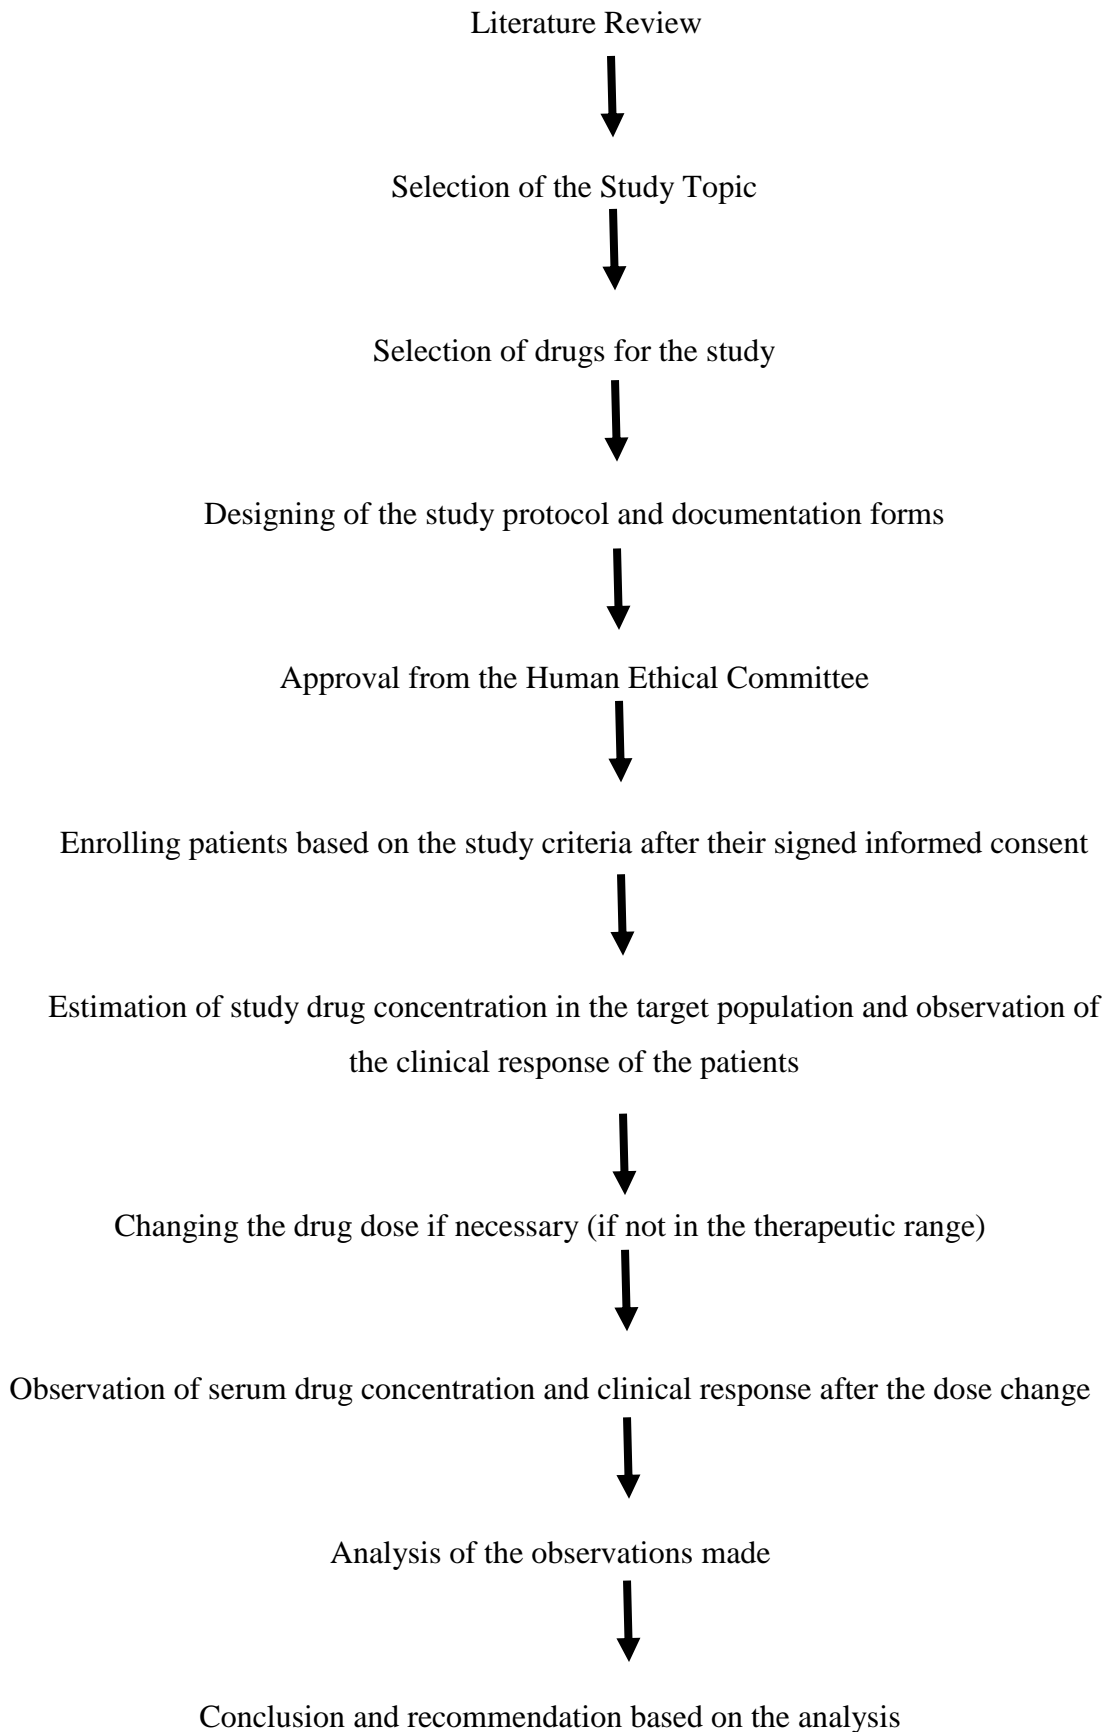 Literature Review
Selection of the Study Topic
Selection of drugs for the study
Designing of the study protocol and documentation forms
Approval from the Human Ethical Committee
Enrolling patients based on the study criteria after their signed informed consent
Estimation of study drug concentration in the target population and observation of
the clinical response of the patients
Changing the drug dose if necessary (if not in the therapeutic range)
Observation of serum drug concentration and clinical response after the dose change
Analysis of the observations made
Conclusion and recommendation based on the analysis